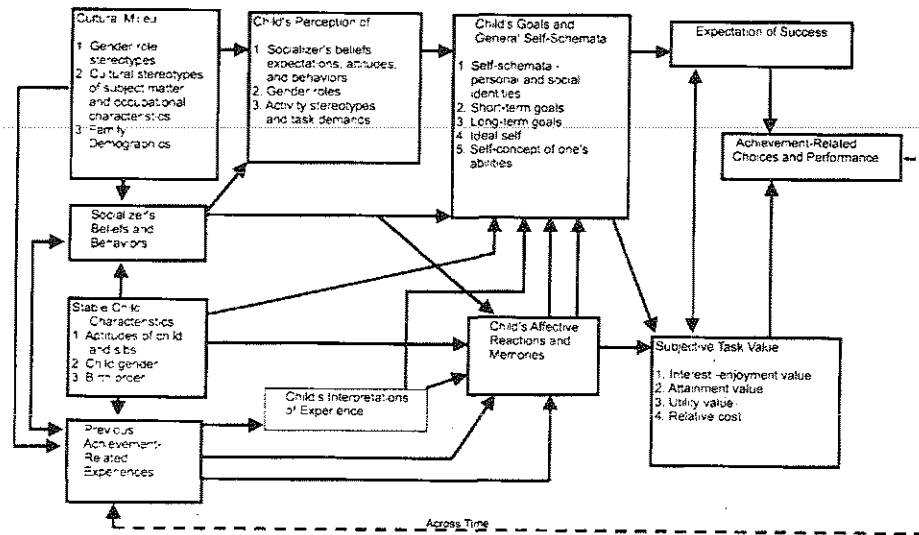 Cultural Milieu
1 Gender role
stereotypes
2 Cultural stereotypes
of subject matter
and occupational
characteristics
3 Family
Demographics
Child's Perception of
1 Socializer's beliefs
expectations, attitudes,
and behaviors
2. Gender roles
3. Activity stereotypes
and task demands
Child's Goals and
General Self-Schemata
1 Self-schemata -
personal and social
identities
2. Short-term goals
3. Long-term goals
4 Ideal self
5. Self-concept of one's
abilities
Expectation of Success
Achievement-Related
Choices and Performance
Socializer's
Beliefs and
Behaviors
Stable Child
Characteristics
1 Aptitudes of child
and sibs
2 Child gender
3 Birth order
Child's Interpretations
of Experience
Child's Affective
Reactions and
Memories
Subjective Task Value
1. Interest-enjoyment value
2. Attainment value
3. Utility value
4. Relative cost
Previous
Achievement-
Related
Experiences
Across Time